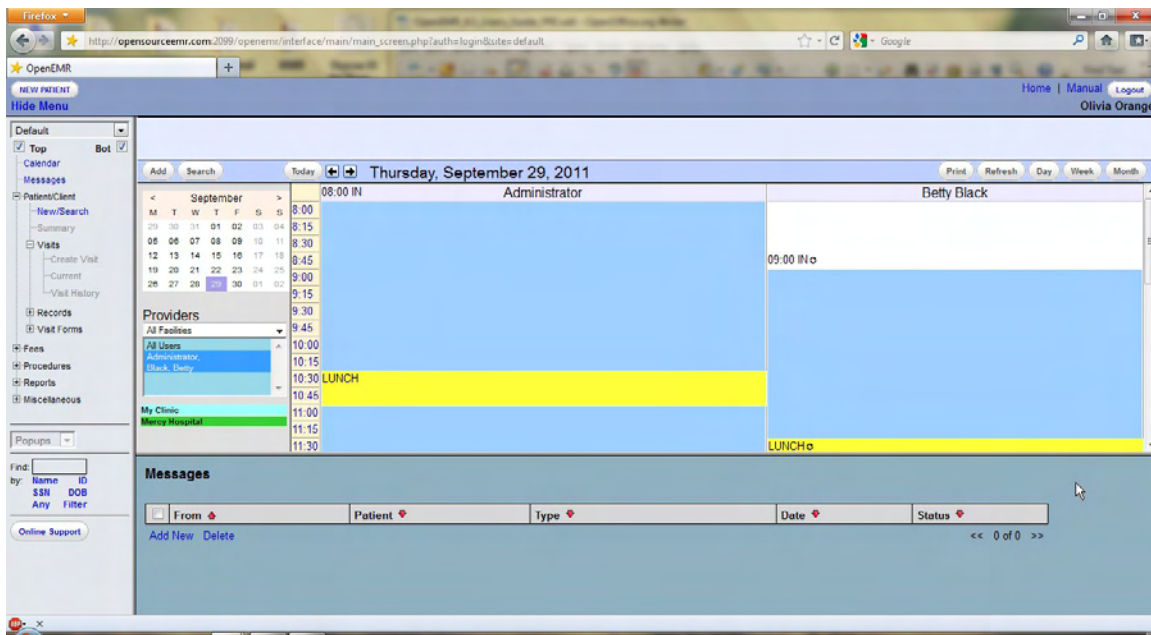 Firefox
http://opensourceemr.com:2099/openemr/interface/main/main_screen.php?auth=login&site=default
Google
OpenEMR
+
NEW PATIENT
Home | Manual Logout
Hide Menu
Olivia Orange
Default
Top Bot
Calendar
Messages
Patient/Client
New/Search
Summary
Visits
Create Visit
Current
Visit History
Records
Visit Forms
Fees
Procedures
Reports
Miscellaneous
Popups
Find:
by: Name ID
SSN DOB
Any Filter
Online Support
Add Search Today Thursday, September 29, 2011 Print Refresh Day Week Month
< September >
M T W T F S S
29 30 31 01 02 03 04
05 06 07 08 09 10 11
12 13 14 15 16 17 18
19 20 21 22 23 24 25
26 27 28 29 30 01 02
Providers
All Facilities
All Users
Administrator,
Black, Betty
My Clinic
Mercy Hospital
8:00
8:15
8:30
8:45
9:00
9:15
9:30
9:45
10:00
10:15
10:30
10:45
11:00
11:15
11:30
Administrator
08:00 IN
LUNCH
Betty Black
09:00 IN
LUNCH
Messages
From Patient Type Date Status
Add New Delete << 0 of 0 >>